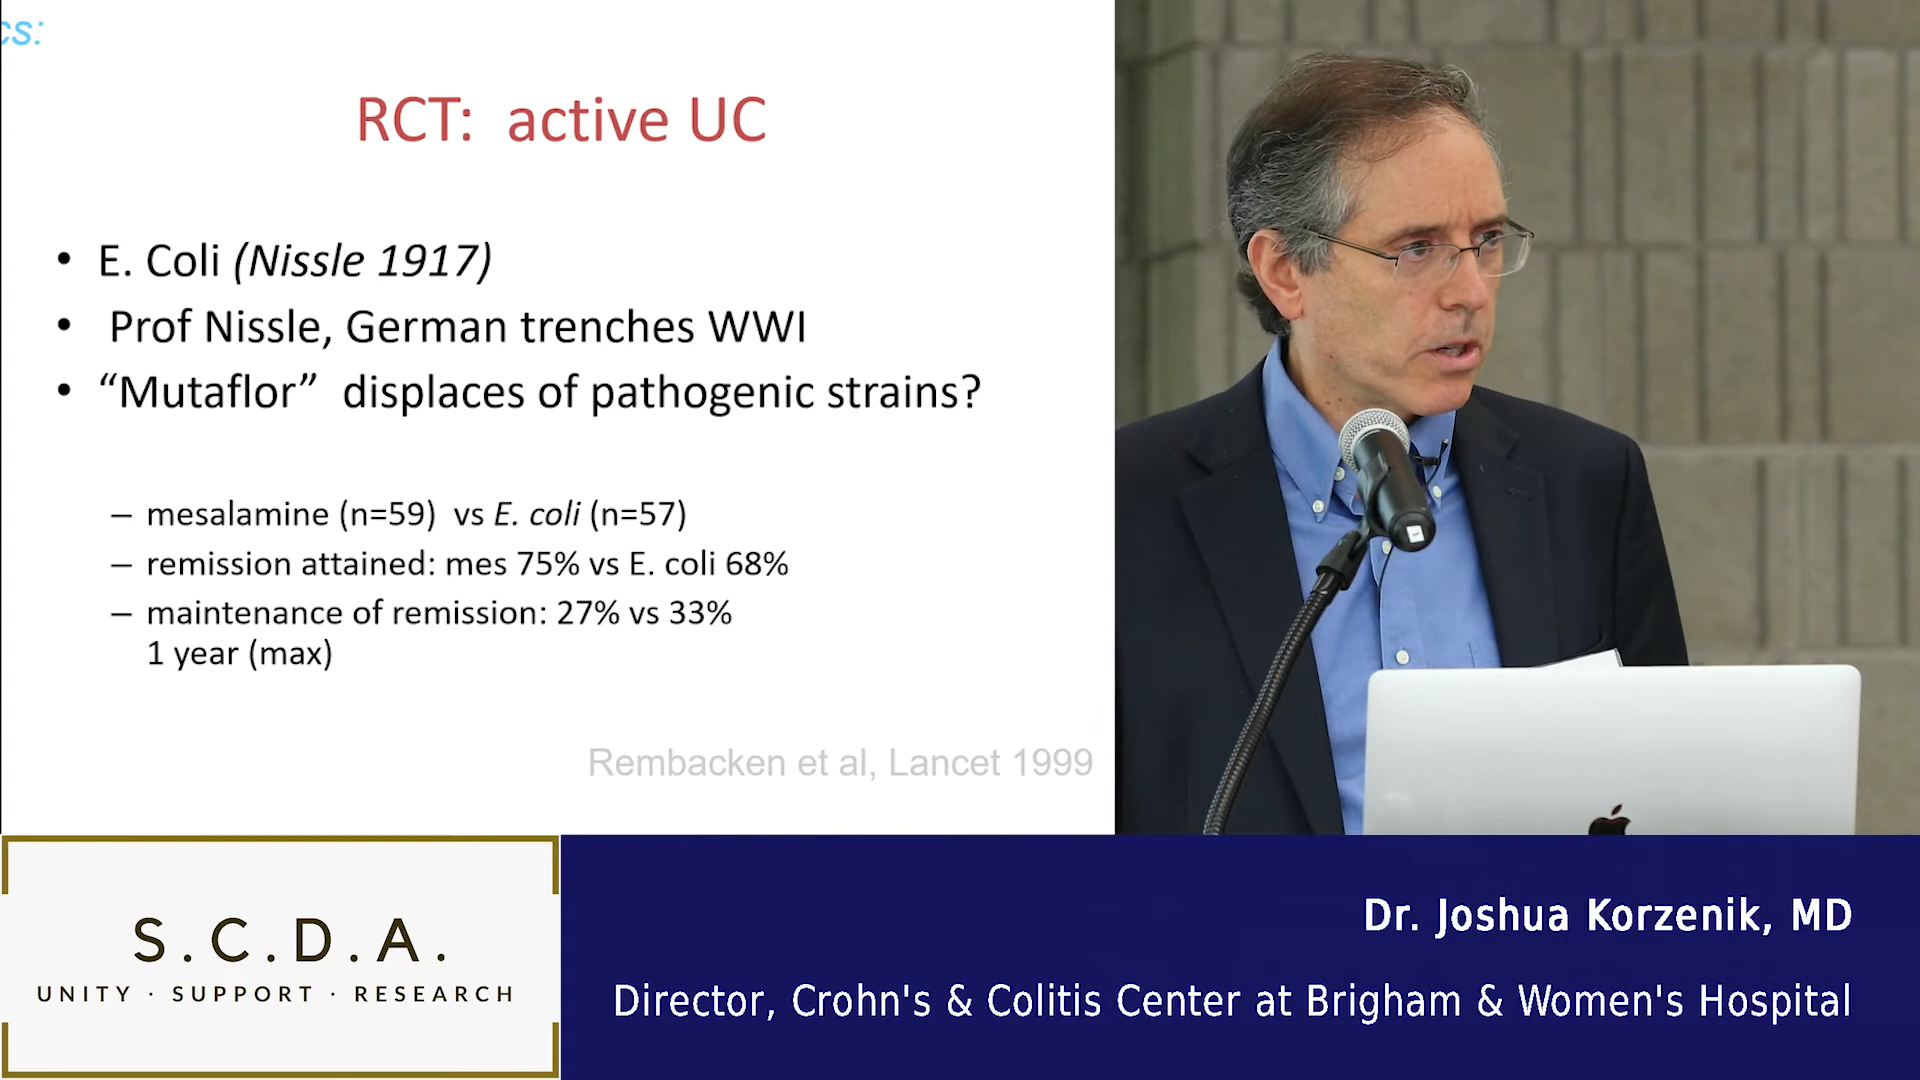 cs:
RCT: active UC
• E. Coli (Nissle 1917)
• Prof Nissle, German trenches WWI
• “Mutaflor” displaces of pathogenic strains?
– mesalamine (n=59) vs E. coli (n=57)
– remission attained: mes 75% vs E. coli 68%
– maintenance of remission: 27% vs 33%
1 year (max)
Rembacken et al, Lancet 1999
S.C.D.A.
UNITY · SUPPORT · RESEARCH
Dr. Joshua Korzenik, MD
Director, Crohn's & Colitis Center at Brigham & Women's Hospital